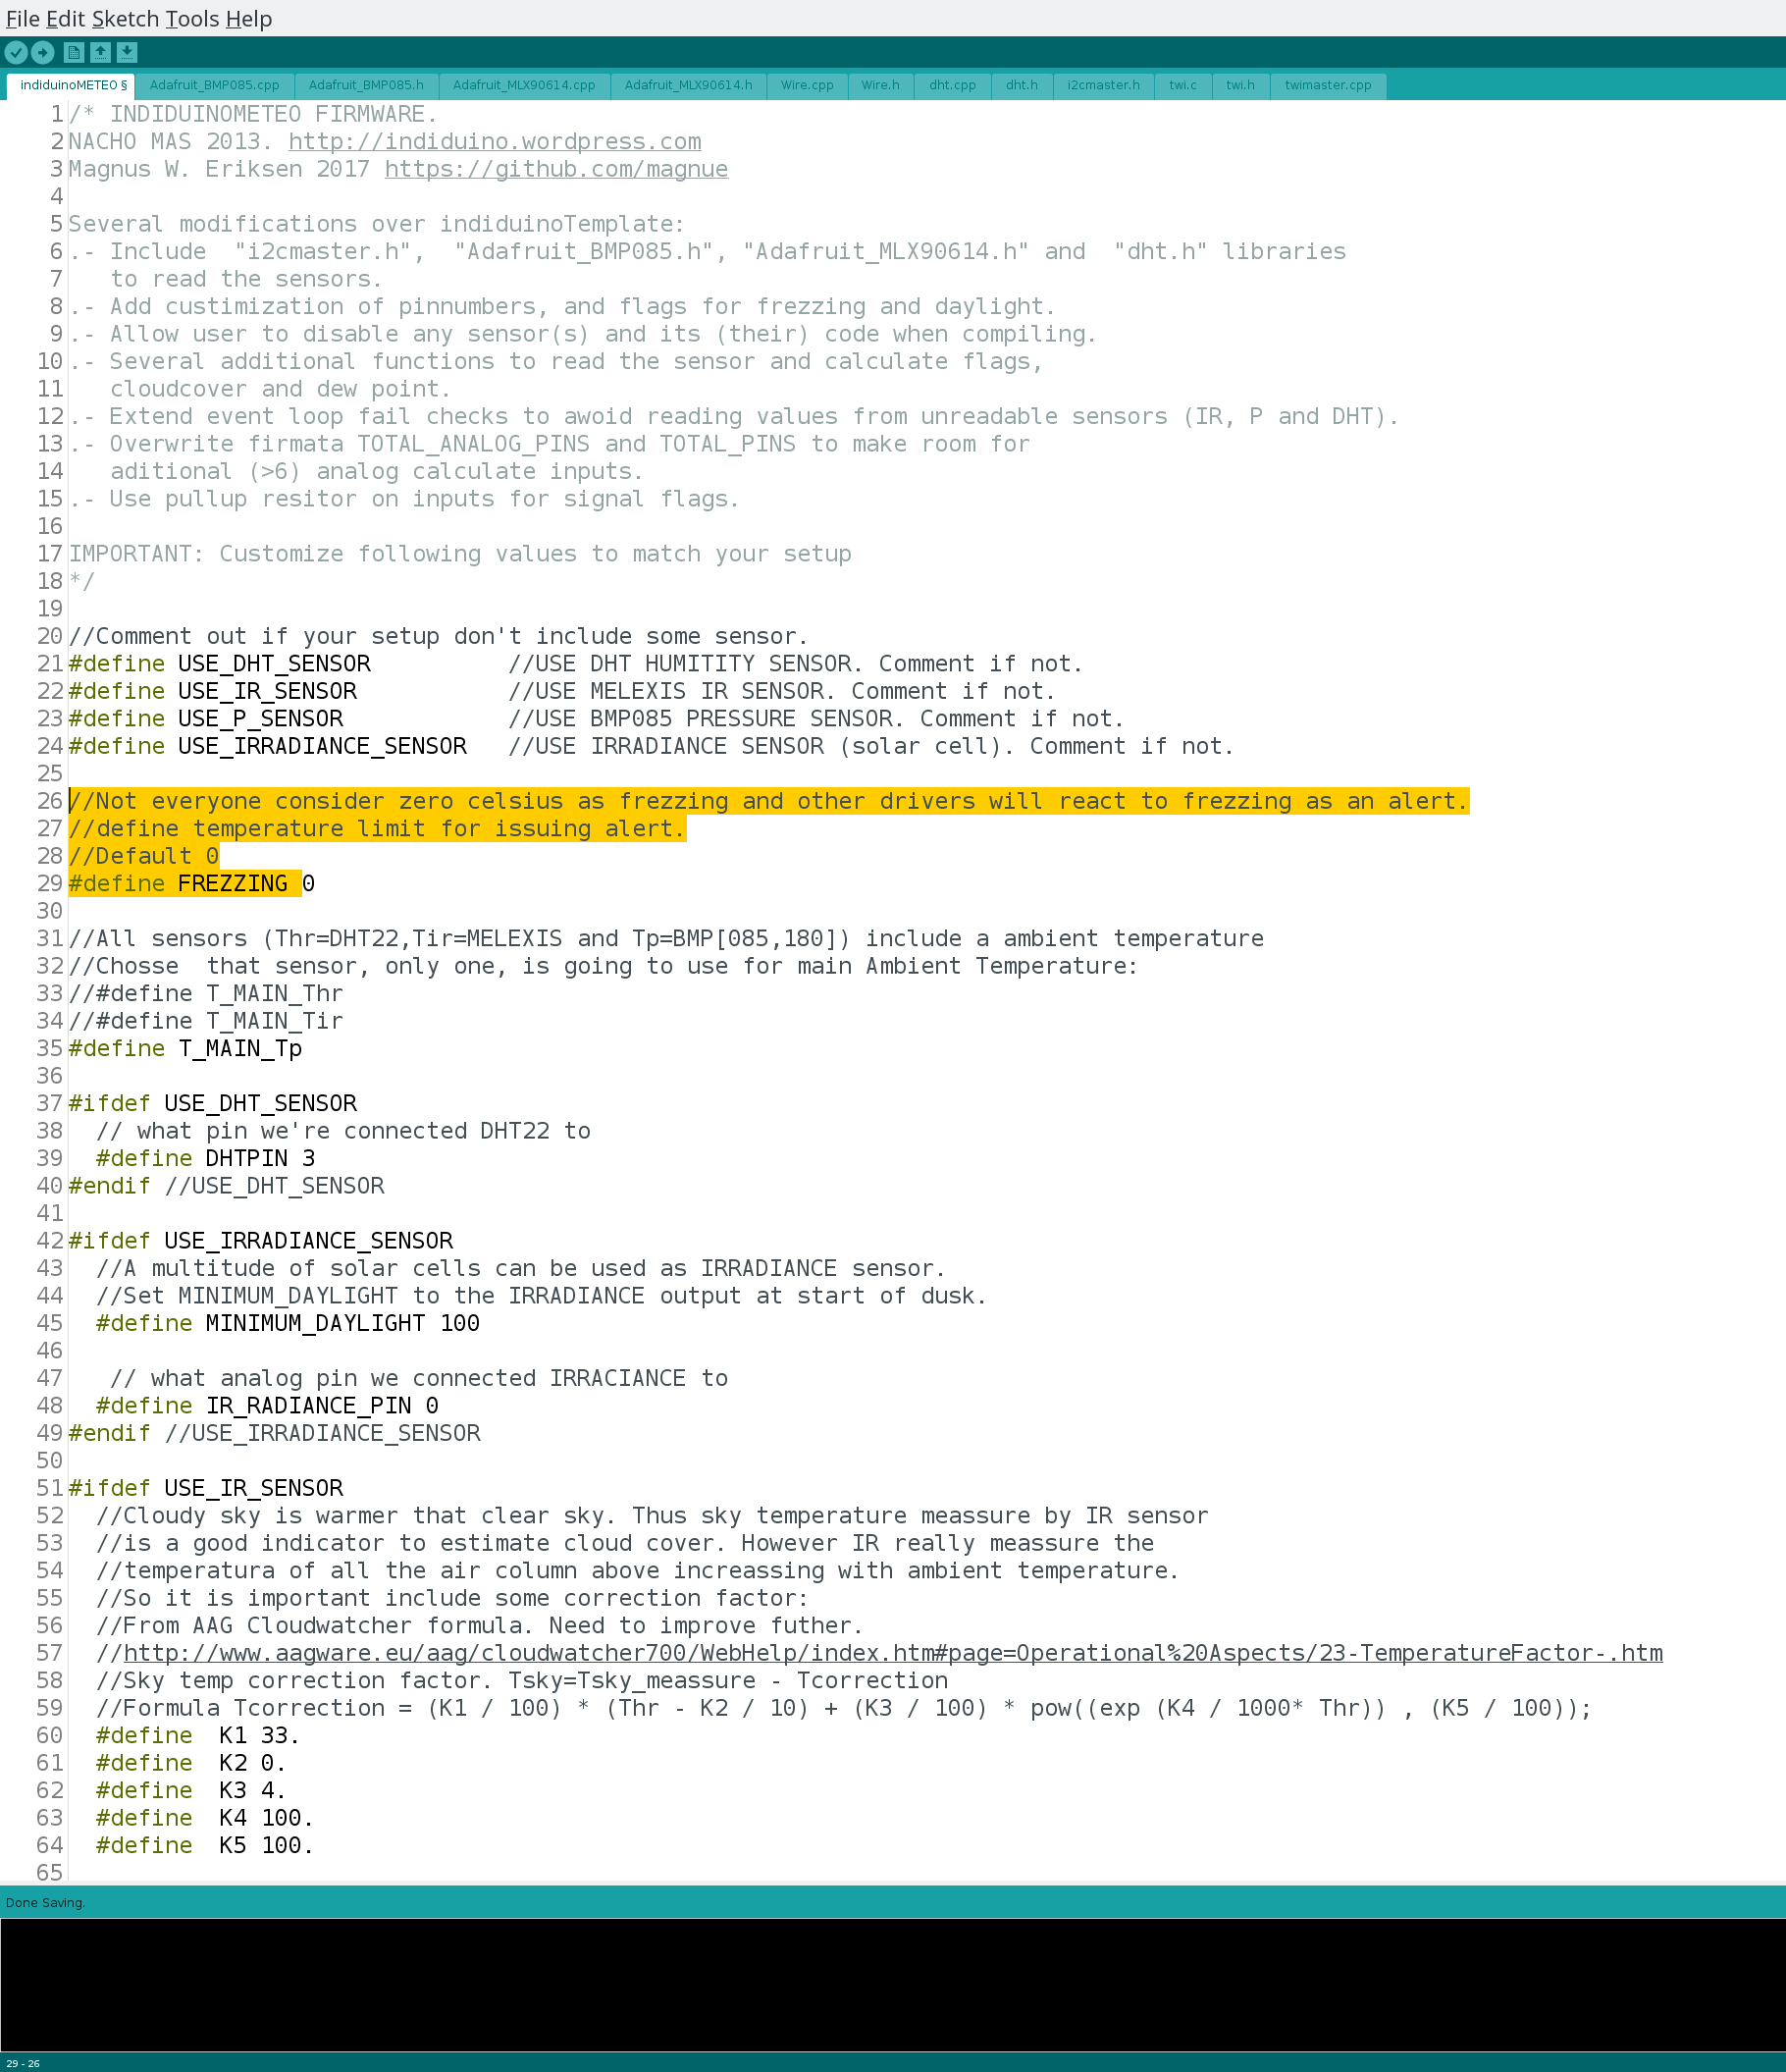 File Edit Sketch Tools Help
indiduinoMETEO § Adafruit_BMP085.cpp Adafruit_BMP085.h Adafruit_MLX90614.cpp Adafruit_MLX90614.h Wire.cpp Wire.h dht.cpp dht.h i2cmaster.h twi.c twi.h twimaster.cpp
1 /* INDIDUINOMETEO FIRMWARE.
2 NACHO MAS 2013. http://indiduino.wordpress.com
3 Magnus W. Eriksen 2017 https://github.com/magnue
4
5 Several modifications over indiduinoTemplate:
6 .- Include  "i2cmaster.h",  "Adafruit_BMP085.h", "Adafruit_MLX90614.h" and  "dht.h" libraries
7    to read the sensors.
8 .- Add custimization of pinnumbers, and flags for frezzing and daylight.
9 .- Allow user to disable any sensor(s) and its (their) code when compiling.
10 .- Several additional functions to read the sensor and calculate flags,
11    cloudcover and dew point.
12 .- Extend event loop fail checks to awoid reading values from unreadable sensors (IR, P and DHT).
13 .- Overwrite firmata TOTAL_ANALOG_PINS and TOTAL_PINS to make room for
14    aditional (>6) analog calculate inputs.
15 .- Use pullup resitor on inputs for signal flags.
16
17 IMPORTANT: Customize following values to match your setup
18 */
19
20 //Comment out if your setup don't include some sensor.
21 #define USE_DHT_SENSOR          //USE DHT HUMITITY SENSOR. Comment if not.
22 #define USE_IR_SENSOR           //USE MELEXIS IR SENSOR. Comment if not.
23 #define USE_P_SENSOR            //USE BMP085 PRESSURE SENSOR. Comment if not.
24 #define USE_IRRADIANCE_SENSOR   //USE IRRADIANCE SENSOR (solar cell). Comment if not.
25
26 //Not everyone consider zero celsius as frezzing and other drivers will react to frezzing as an alert.
27 //define temperature limit for issuing alert.
28 //Default 0
29 #define FREZZING 0
30
31 //All sensors (Thr=DHT22,Tir=MELEXIS and Tp=BMP[085,180]) include a ambient temperature
32 //Chosse  that sensor, only one, is going to use for main Ambient Temperature:
33 //#define T_MAIN_Thr
34 //#define T_MAIN_Tir
35 #define T_MAIN_Tp
36
37 #ifdef USE_DHT_SENSOR
38   // what pin we're connected DHT22 to
39   #define DHTPIN 3
40 #endif //USE_DHT_SENSOR
41
42 #ifdef USE_IRRADIANCE_SENSOR
43   //A multitude of solar cells can be used as IRRADIANCE sensor.
44   //Set MINIMUM_DAYLIGHT to the IRRADIANCE output at start of dusk.
45   #define MINIMUM_DAYLIGHT 100
46
47    // what analog pin we connected IRRACIANCE to
48   #define IR_RADIANCE_PIN 0
49 #endif //USE_IRRADIANCE_SENSOR
50
51 #ifdef USE_IR_SENSOR
52   //Cloudy sky is warmer that clear sky. Thus sky temperature meassure by IR sensor
53   //is a good indicator to estimate cloud cover. However IR really meassure the
54   //temperatura of all the air column above increassing with ambient temperature.
55   //So it is important include some correction factor:
56   //From AAG Cloudwatcher formula. Need to improve futher.
57   //http://www.aagware.eu/aag/cloudwatcher700/WebHelp/index.htm#page=Operational%20Aspects/23-TemperatureFactor-.htm
58   //Sky temp correction factor. Tsky=Tsky_meassure - Tcorrection
59   //Formula Tcorrection = (K1 / 100) * (Thr - K2 / 10) + (K3 / 100) * pow((exp (K4 / 1000* Thr)) , (K5 / 100));
60   #define  K1 33.
61   #define  K2 0.
62   #define  K3 4.
63   #define  K4 100.
64   #define  K5 100.
65
Done Saving.
29 - 26